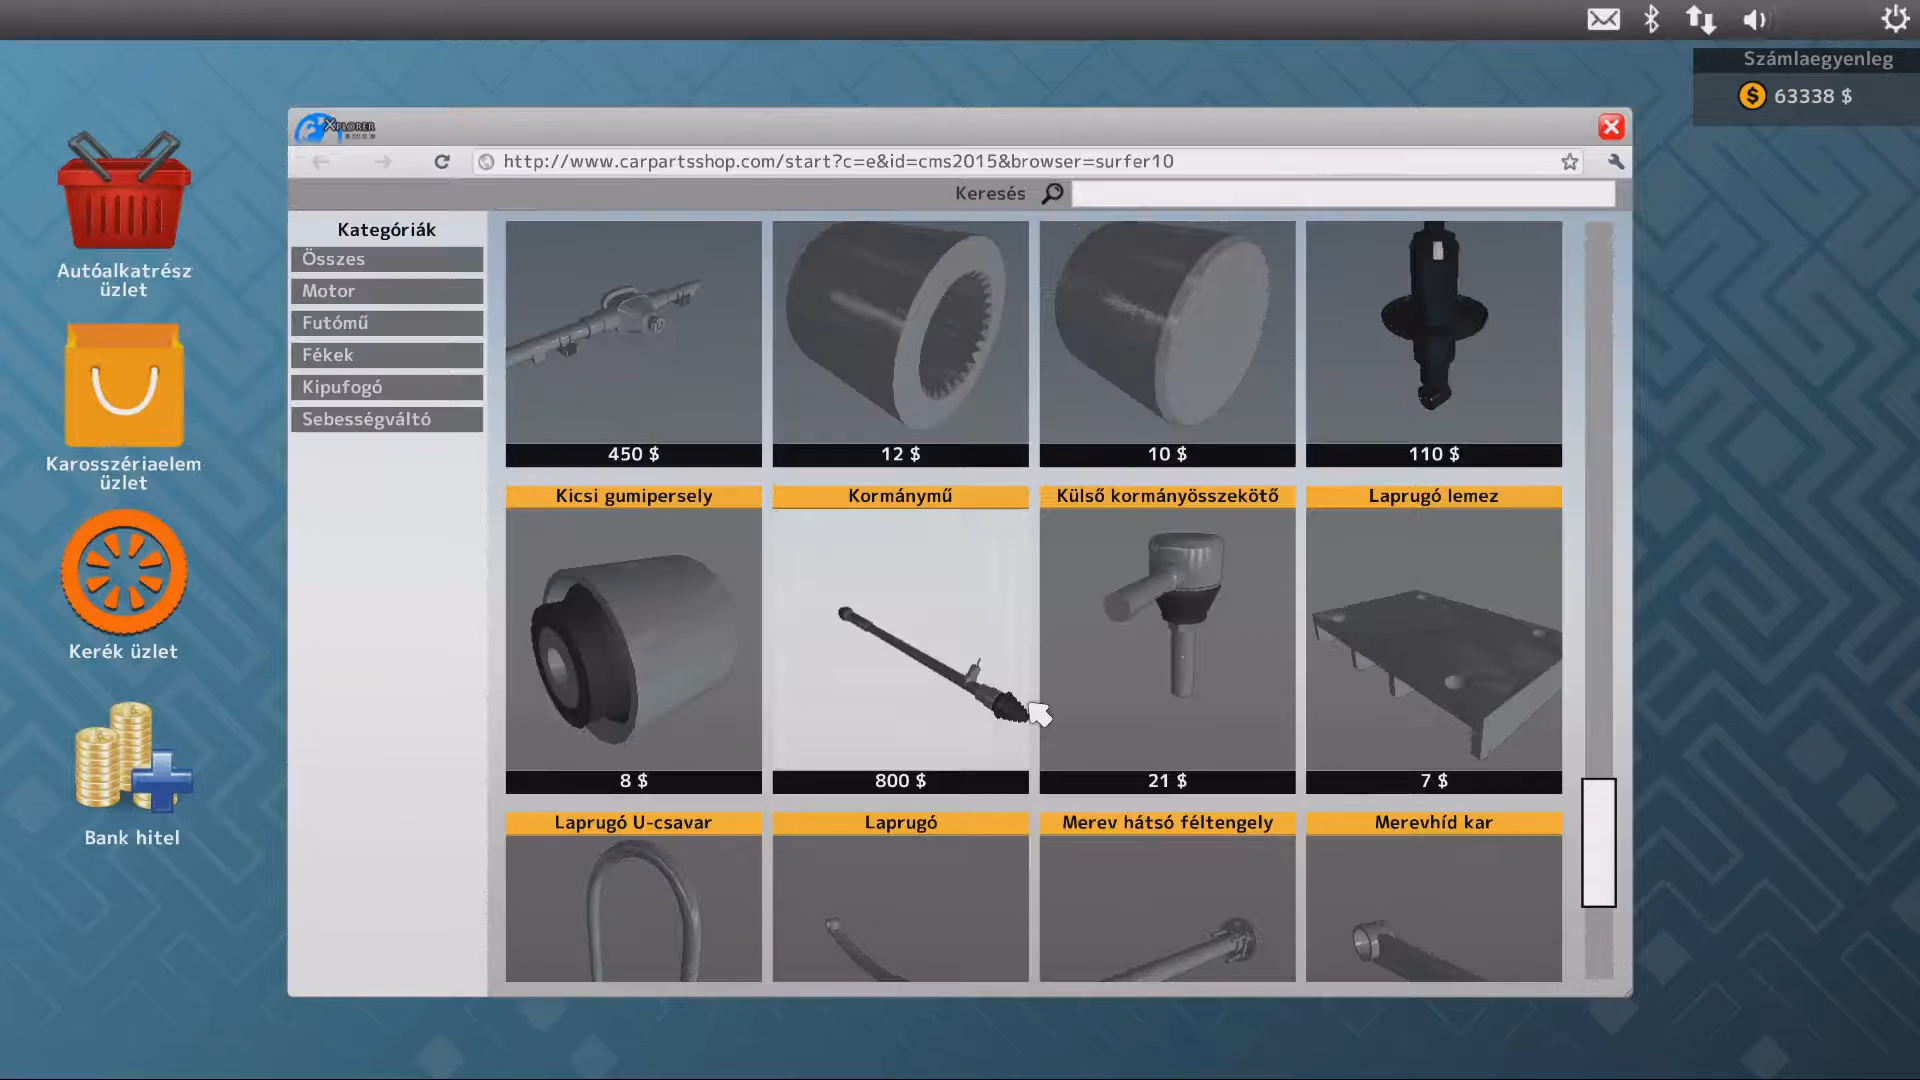 Számlaegyenleg
63338 $
XPLORER
http://www.carpartsshop.com/start?c=e&id=cms2015&browser=surfer10
Keresés
Autóalkatrész
üzlet
Karosszériaelem
üzlet
Kerék üzlet
Bank hitel
Kategóriák
Összes
Motor
Futómű
Fékek
Kipufogó
Sebességváltó
450 $
12 $
10 $
110 $
Kicsi gumipersely
Kormánymű
Külső kormányösszekötő
Laprugó lemez
8 $
800 $
21 $
7 $
Laprugó U-csavar
Laprugó
Merev hátsó féltengely
Merevhíd kar